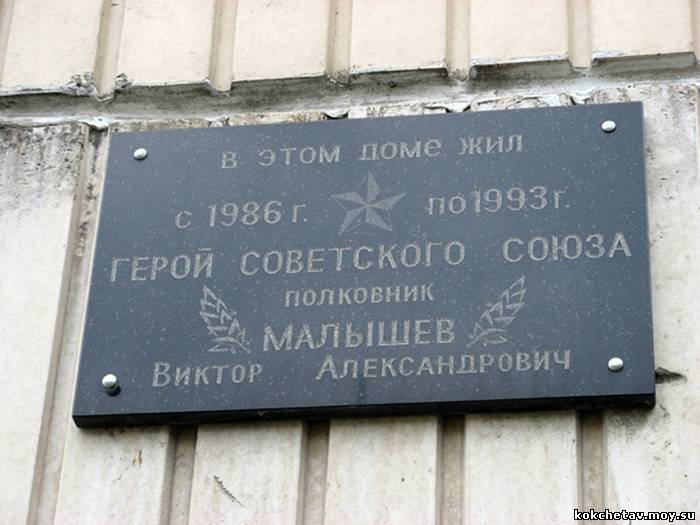 в этом доме жил
с 1986 г. по 1993 г.
ГЕРОЙ СОВЕТСКОГО СОЮЗА
полковник
МАЛЫШЕВ
Виктор Александрович
kokchetav.moy.su